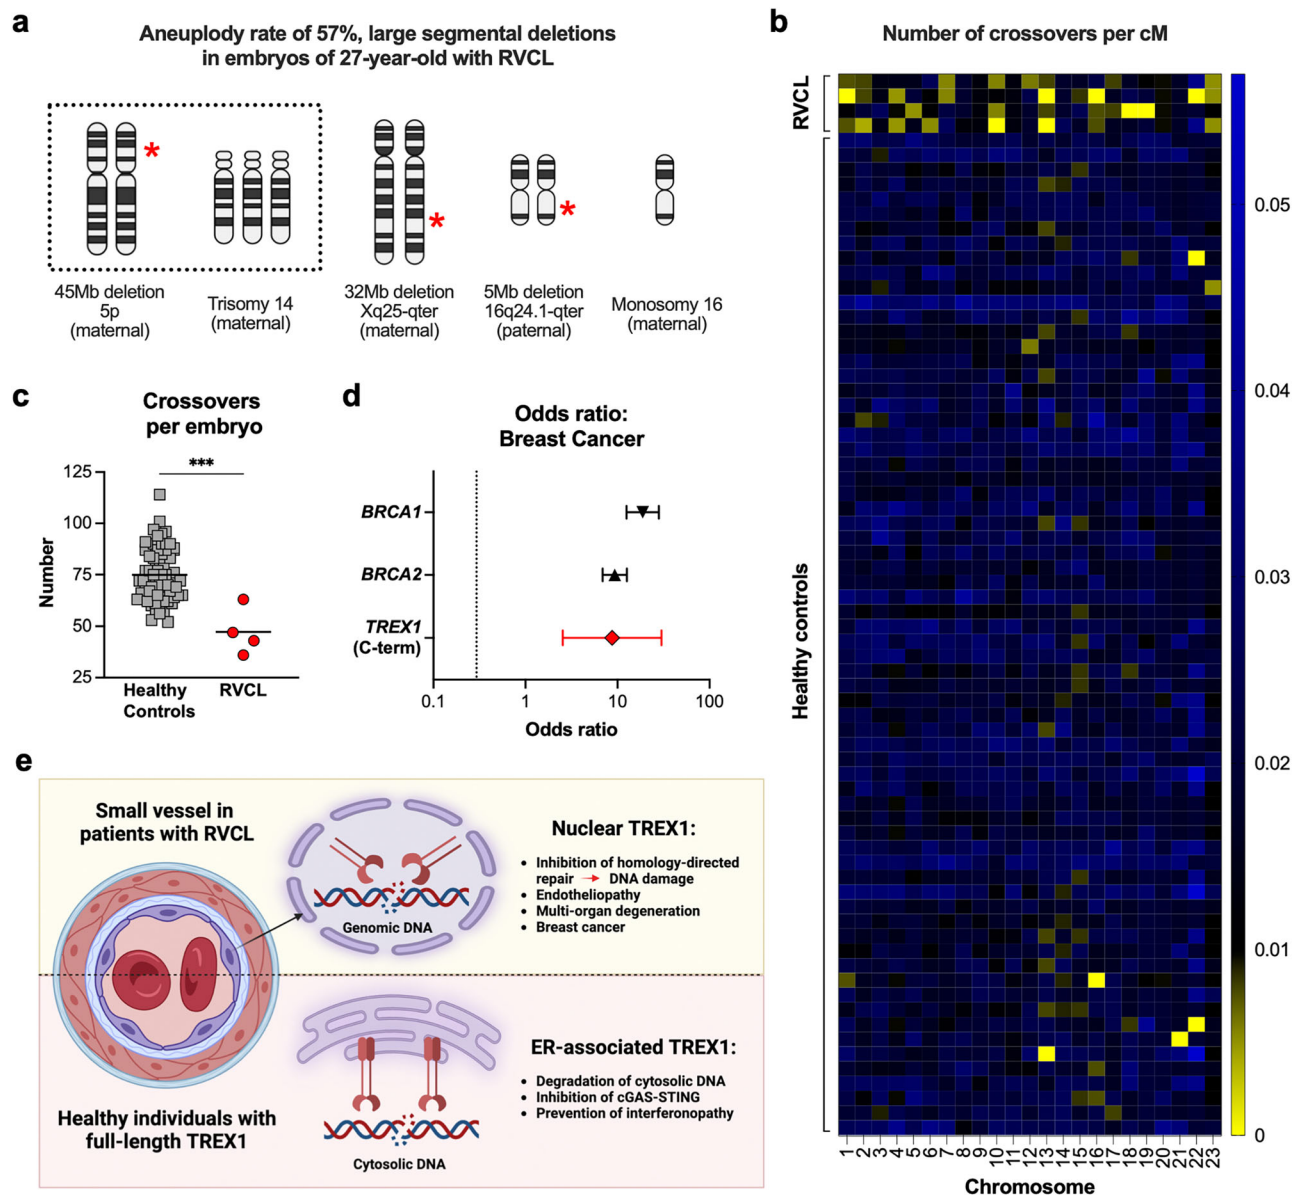 a
Aneuplody rate of 57%, large segmental deletions
in embryos of 27-year-old with RVCL
*
*
*
45Mb deletion
5p
(maternal)
Trisomy 14
(maternal)
32Mb deletion
Xq25-qter
(maternal)
5Mb deletion
16q24.1-qter
(paternal)
Monosomy 16
(maternal)
b
Number of crossovers per cM
RVCL
Healthy controls
0.05
0.04
0.03
0.02
0.01
0
1 2 3 4 5 6 7 8 9 10 11 12 13 14 15 16 17 18 19 20 21 22 23
Chromosome
c
Crossovers
per embryo
***
Number
125
100
75
50
25
Healthy
Controls
RVCL
d
Odds ratio:
Breast Cancer
BRCA1
BRCA2
TREX1
(C-term)
0.1 1 10 100
Odds ratio
e
Small vessel in
patients with RVCL
Genomic DNA
Nuclear TREX1:
• Inhibition of homology-directed
repair → DNA damage
• Endotheliopathy
• Multi-organ degeneration
• Breast cancer
Healthy individuals with
full-length TREX1
Cytosolic DNA
ER-associated TREX1:
• Degradation of cytosolic DNA
• Inhibition of cGAS-STING
• Prevention of interferonopathy